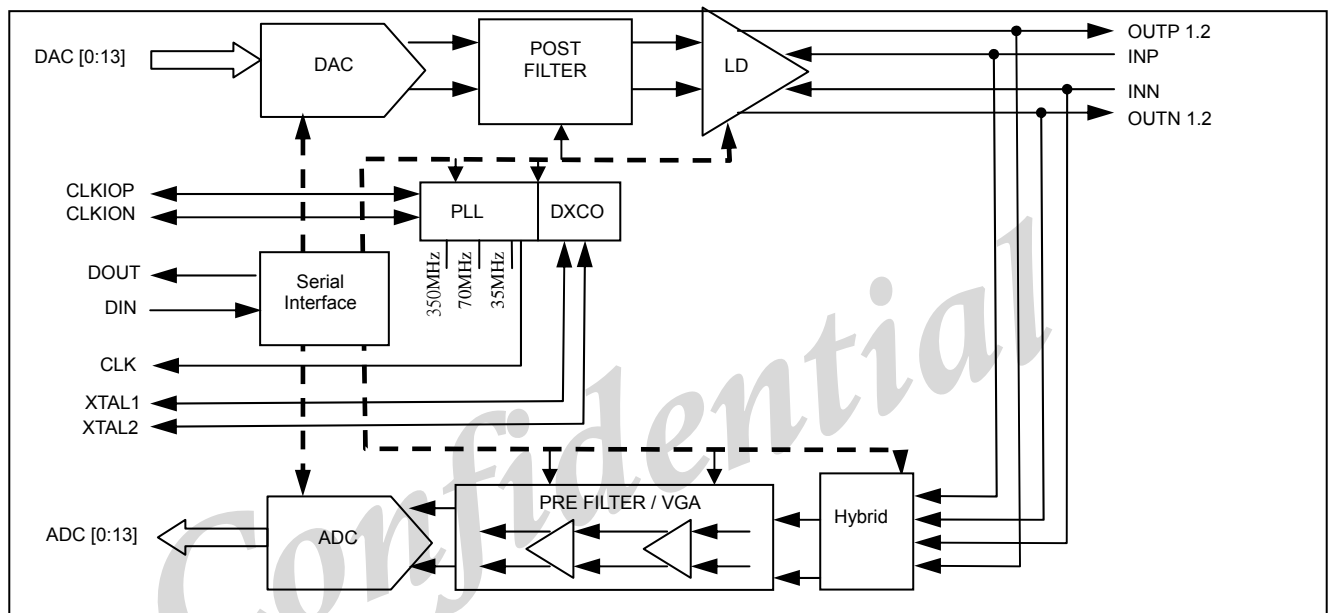 DAC [0:13]
DAC
POST
FILTER
LD
OUTP 1.2
INP
INN
OUTN 1.2
CLKIOP
CLKION
PLL
DXCO
350MHz
70MHz
35MHz
DOUT
DIN
Serial
Interface
CLK
XTAL1
XTAL2
ADC [0:13]
ADC
PRE FILTER / VGA
Hybrid
Confidential